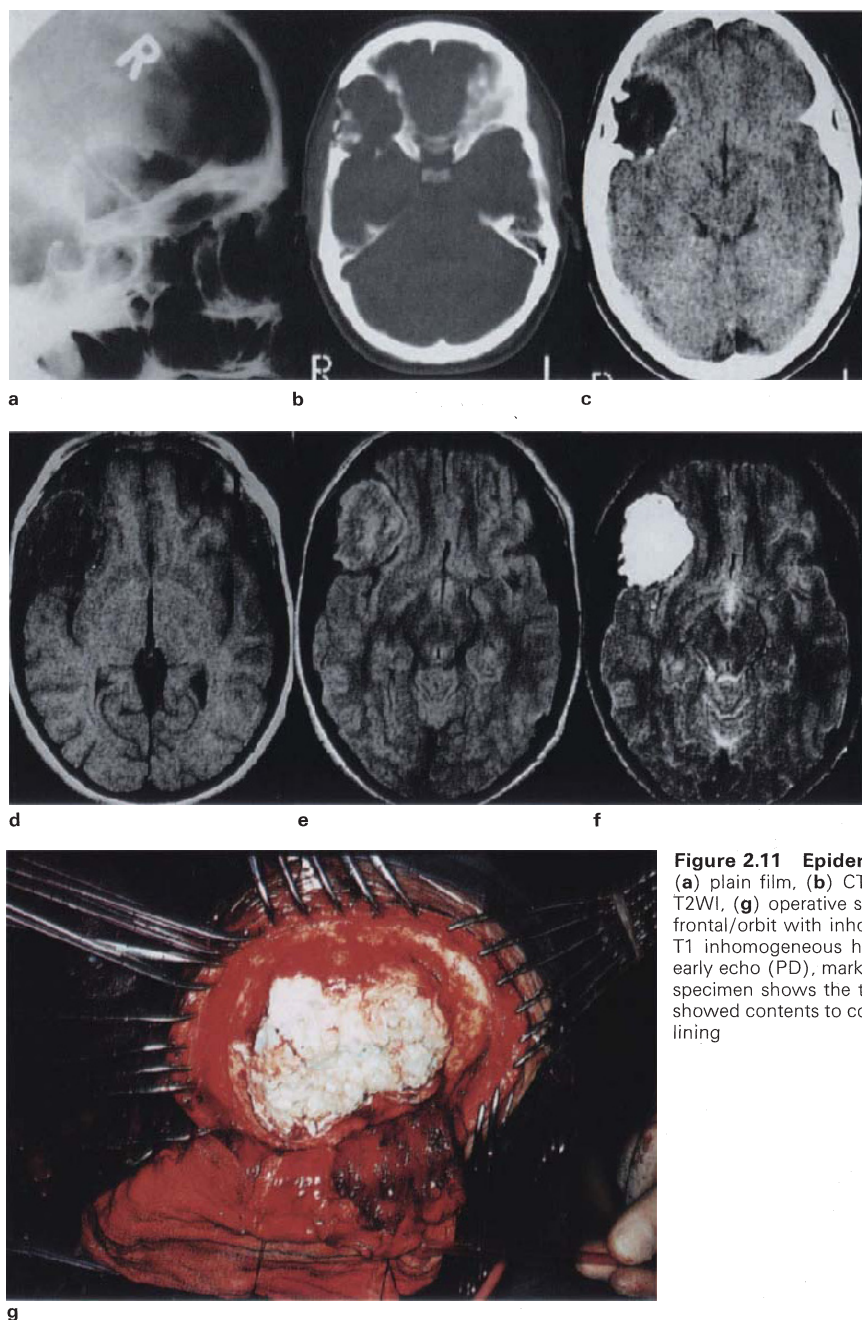 R
R
L
a
b
c
d
e
f
Figure 2.11 Epider
(a) plain film, (b) CT
T2WI, (g) operative s
frontal/orbit with inho
T1 inhomogeneous h
early echo (PD), mark
specimen shows the t
showed contents to co
lining
g